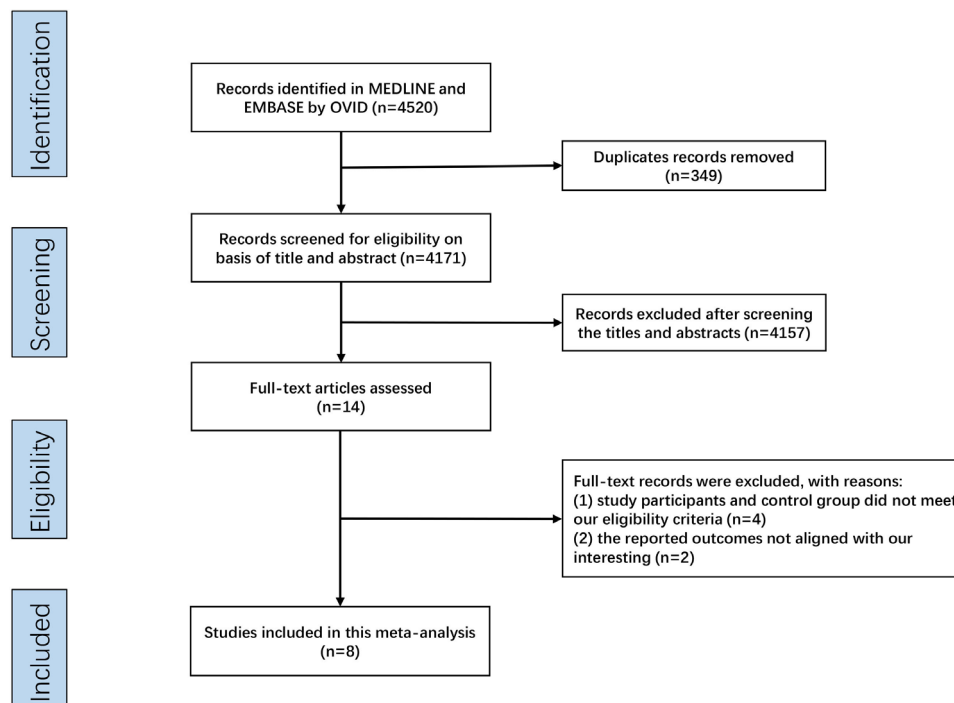 Identification
Records identified in MEDLINE and
EMBASE by OVID (n=4520)
Duplicates records removed
(n=349)
Screening
Records screened for eligibility on
basis of title and abstract (n=4171)
Records excluded after screening
the titles and abstracts (n=4157)
Full-text articles assessed
(n=14)
Eligibility
Full-text records were excluded, with reasons:
(1) study participants and control group did not meet
our eligibility criteria (n=4)
(2) the reported outcomes not aligned with our
interesting (n=2)
Included
Studies included in this meta-analysis
(n=8)